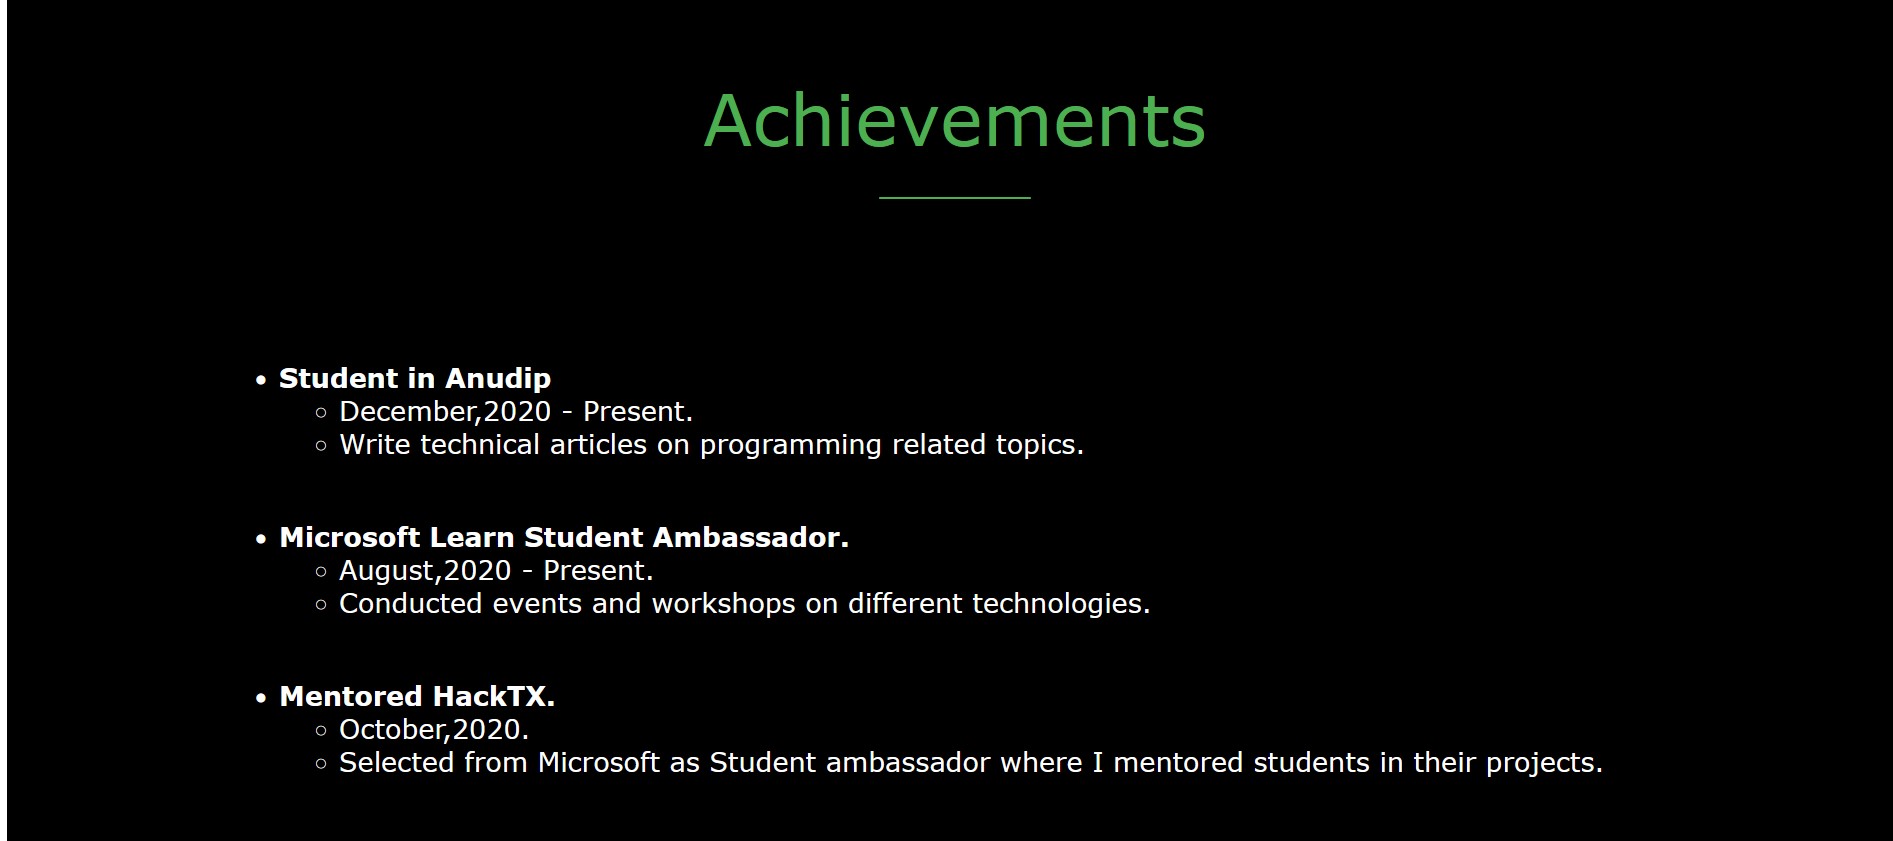 Achievements
Student in Anudip
December,2020 - Present.
Write technical articles on programming related topics.
Microsoft Learn Student Ambassador.
August,2020 - Present.
Conducted events and workshops on different technologies.
Mentored HackTX.
October,2020.
Selected from Microsoft as Student ambassador where I mentored students in their projects.